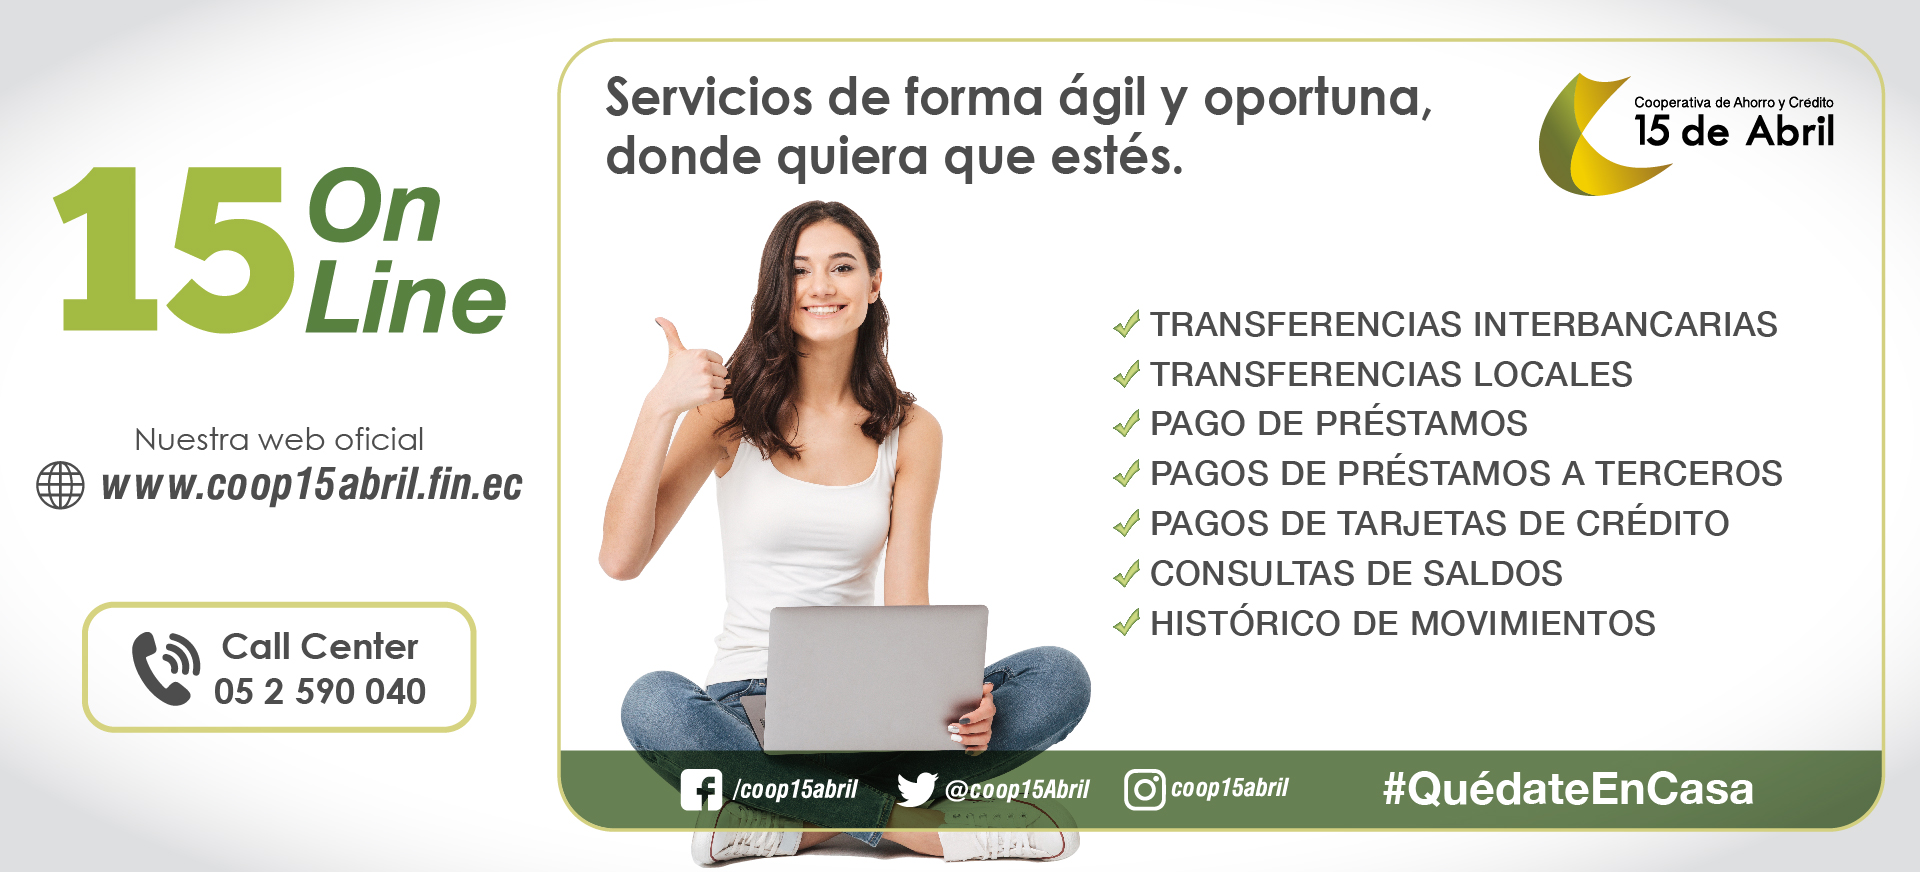 15 On
Line
Nuestra web oficial
www.coop15abril.fin.ec
Call Center
05 2 590 040
Servicios de forma ágil y oportuna,
donde quiera que estés.
Cooperativa de Ahorro y Crédito
15 de Abril
TRANSFERENCIAS INTERBANCARIAS
TRANSFERENCIAS LOCALES
PAGO DE PRÉSTAMOS
PAGOS DE PRÉSTAMOS A TERCEROS
PAGOS DE TARJETAS DE CRÉDITO
CONSULTAS DE SALDOS
HISTÓRICO DE MOVIMIENTOS
/coop15abril @coop15Abril coop15abril #QuédateEnCasa